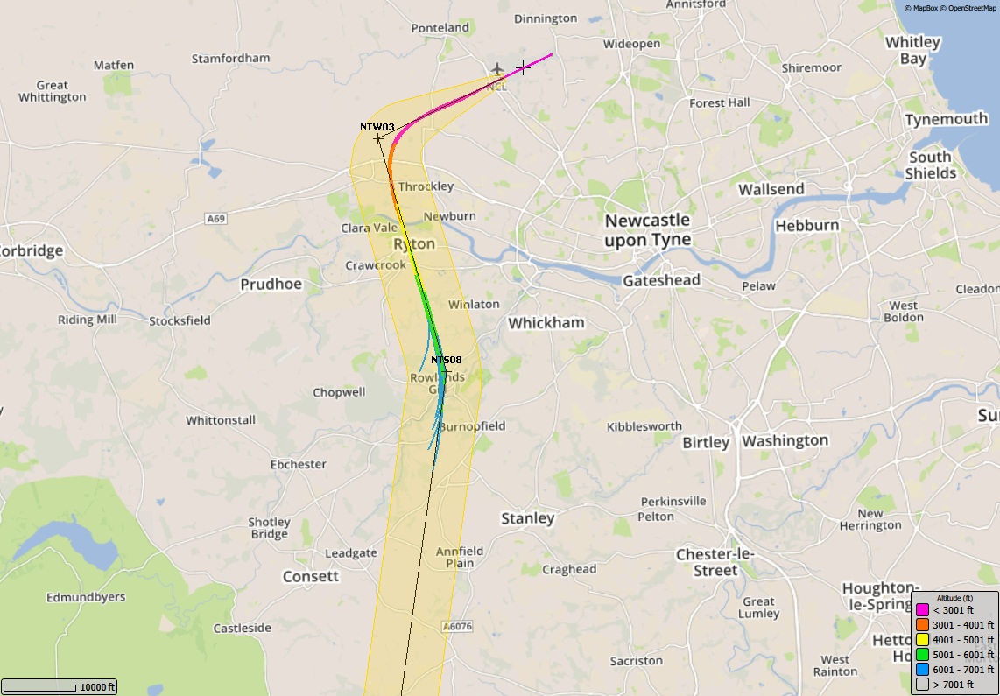 Annitsford
© MapBox © OpenStreetMap
Dinnington
Ponteland
Wideopen
Whitley
Bay
Stamfordham
Matfen
Shiremoor
NCL
Great
Whittington
Forest Hall
Tynemouth
NTW03
South
Shields
Throckley
Wallsend
A69
Newburn
Newcastle
upon Tyne
Hebburn
Clara Vale
Ryton
Corbridge
Crawcrook
Prudhoe
Gateshead
Pelaw
Cleadon
Winlaton
West
Boldon
Riding Mill
Stocksfield
Whickham
NTS08
Rowlands
Gill
Chopwell
Whittonstall
Burnopfield
Kibblesworth
Birtley
Washington
Su
Ebchester
Perkinsville
Stanley
Pelton
New
Herrington
Shotley
Bridge
Leadgate
Annfield
Plain
Chester-le-
Street
Craghead
Consett
Houghton-
le-Spring
Edmundbyers
Great
Lumley
Castleside
A6076
Hetto
Ho
Sacriston
West
Rainton
Altitude (ft)
< 3001 ft
3001 - 4001 ft
4001 - 5001 ft
5001 - 6001 ft
6001 - 7001 ft
> 7001 ft
10000 ft